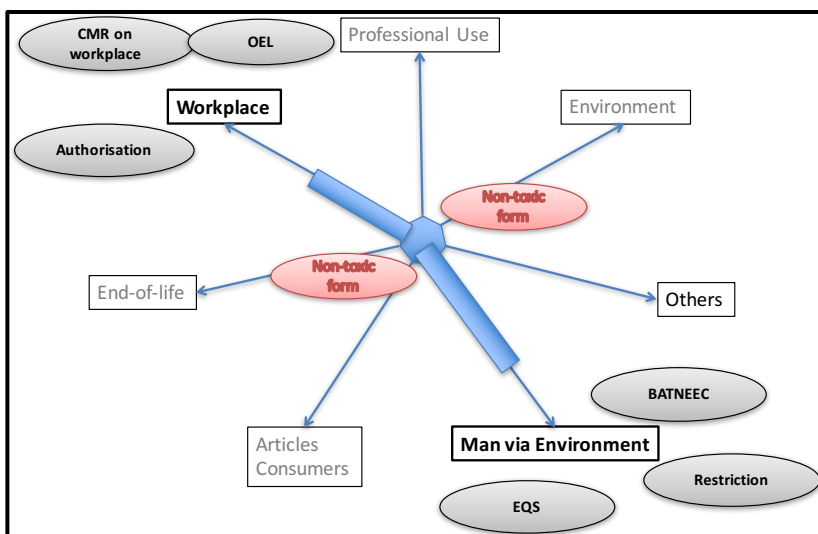 CMR on
workplace
OEL
Professional Use
Workplace
Environment
Authorisation
Non-toxic
form
Non-toxic
form
End-of-life
Others
BATNEEC
Articles
Consumers
Man via Environment
Restriction
EQS